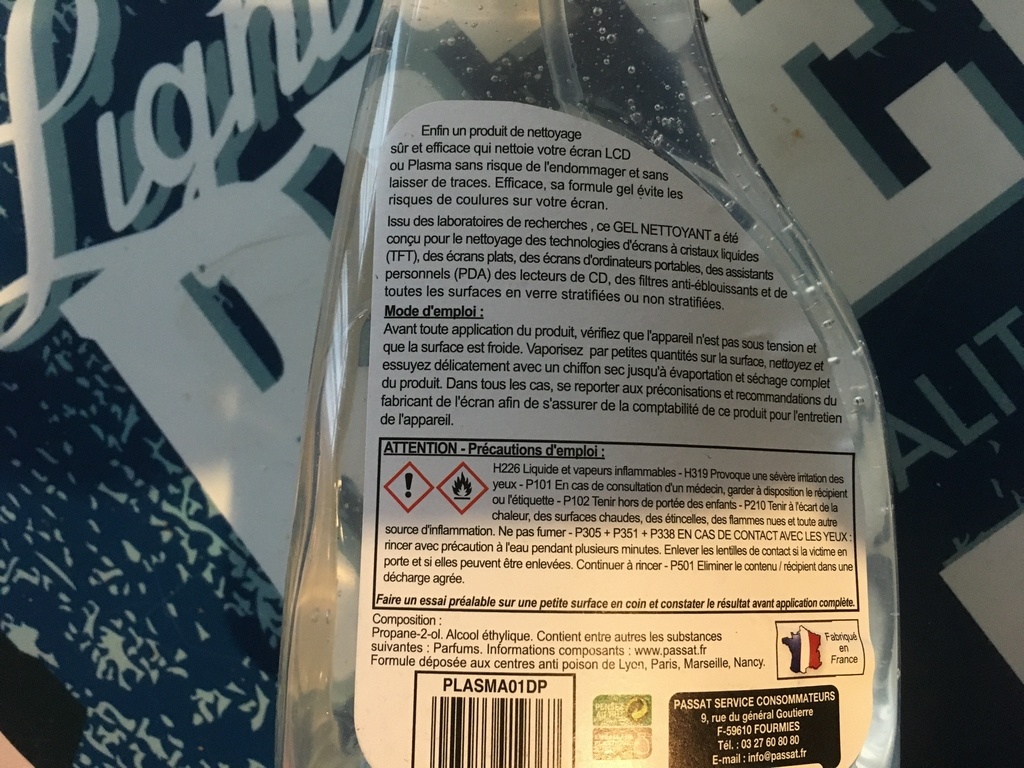 Light
Enfin un produit de nettoyage
sûr et efficace qui nettoie votre écran LCD
ou Plasma sans risque de l'endommager et sans
laisser de traces. Efficace, sa formule gel évite les
risques de coulures sur votre écran.
Issu des laboratoires de recherches , ce GEL NETTOYANT a été
conçu pour le nettoyage des technologies d'écrans à cristaux liquides
(TFT), des écrans plats, des écrans d'ordinateurs portables, des assistants
personnels (PDA) des lecteurs de CD, des filtres anti-éblouissants et de
toutes les surfaces en verre stratifiées ou non stratifiées.
Mode d'emploi :
Avant toute application du produit, vérifiez que l'appareil n'est pas sous tension et
que la surface est froide. Vaporisez par petites quantités sur la surface, nettoyez et
essuyez délicatement avec un chiffon sec jusqu'à évaportation et séchage complet
du produit. Dans tous les cas, se reporter aux préconisations et recommandations du
fabricant de l'écran afin de s'assurer de la comptabilité de ce produit pour l'entretien
de l'appareil.
ATTENTION - Précautions d'emploi :
H226 Liquide et vapeurs inflammables - H319 Provoque une sévère irritation des
yeux - P101 En cas de consultation d'un médecin, garder à disposition le récipient
ou l'étiquette - P102 Tenir hors de portée des enfants - P210 Tenir à l'écart de la
chaleur, des surfaces chaudes, des étincelles, des flammes nues et toute autre
source d'inflammation. Ne pas fumer - P305 + P351 + P338 EN CAS DE CONTACT AVEC LES YEUX :
rincer avec précaution à l'eau pendant plusieurs minutes. Enlever les lentilles de contact si la victime en
porte et si elles peuvent être enlevées. Continuer à rincer - P501 Eliminer le contenu / récipient dans une
décharge agrée.
Faire un essai préalable sur une petite surface en coin et constater le résultat avant application complète.
Composition :
Propane-2-ol. Alcool éthylique. Contient entre autres les substances
suivantes : Parfums. Informations composants : www.passat.fr
Formule déposée aux centres anti poison de Lyon, Paris, Marseille, Nancy.
Fabriqué
en
France
PLASMA01DP
PENSEZ
AU TRI
PASSAT SERVICE CONSOMMATEURS
9, rue du général Goutierre
F-59610 FOURMIES
Tél. : 03 27 60 80 80
E-mail : info@passat.fr
ALIT